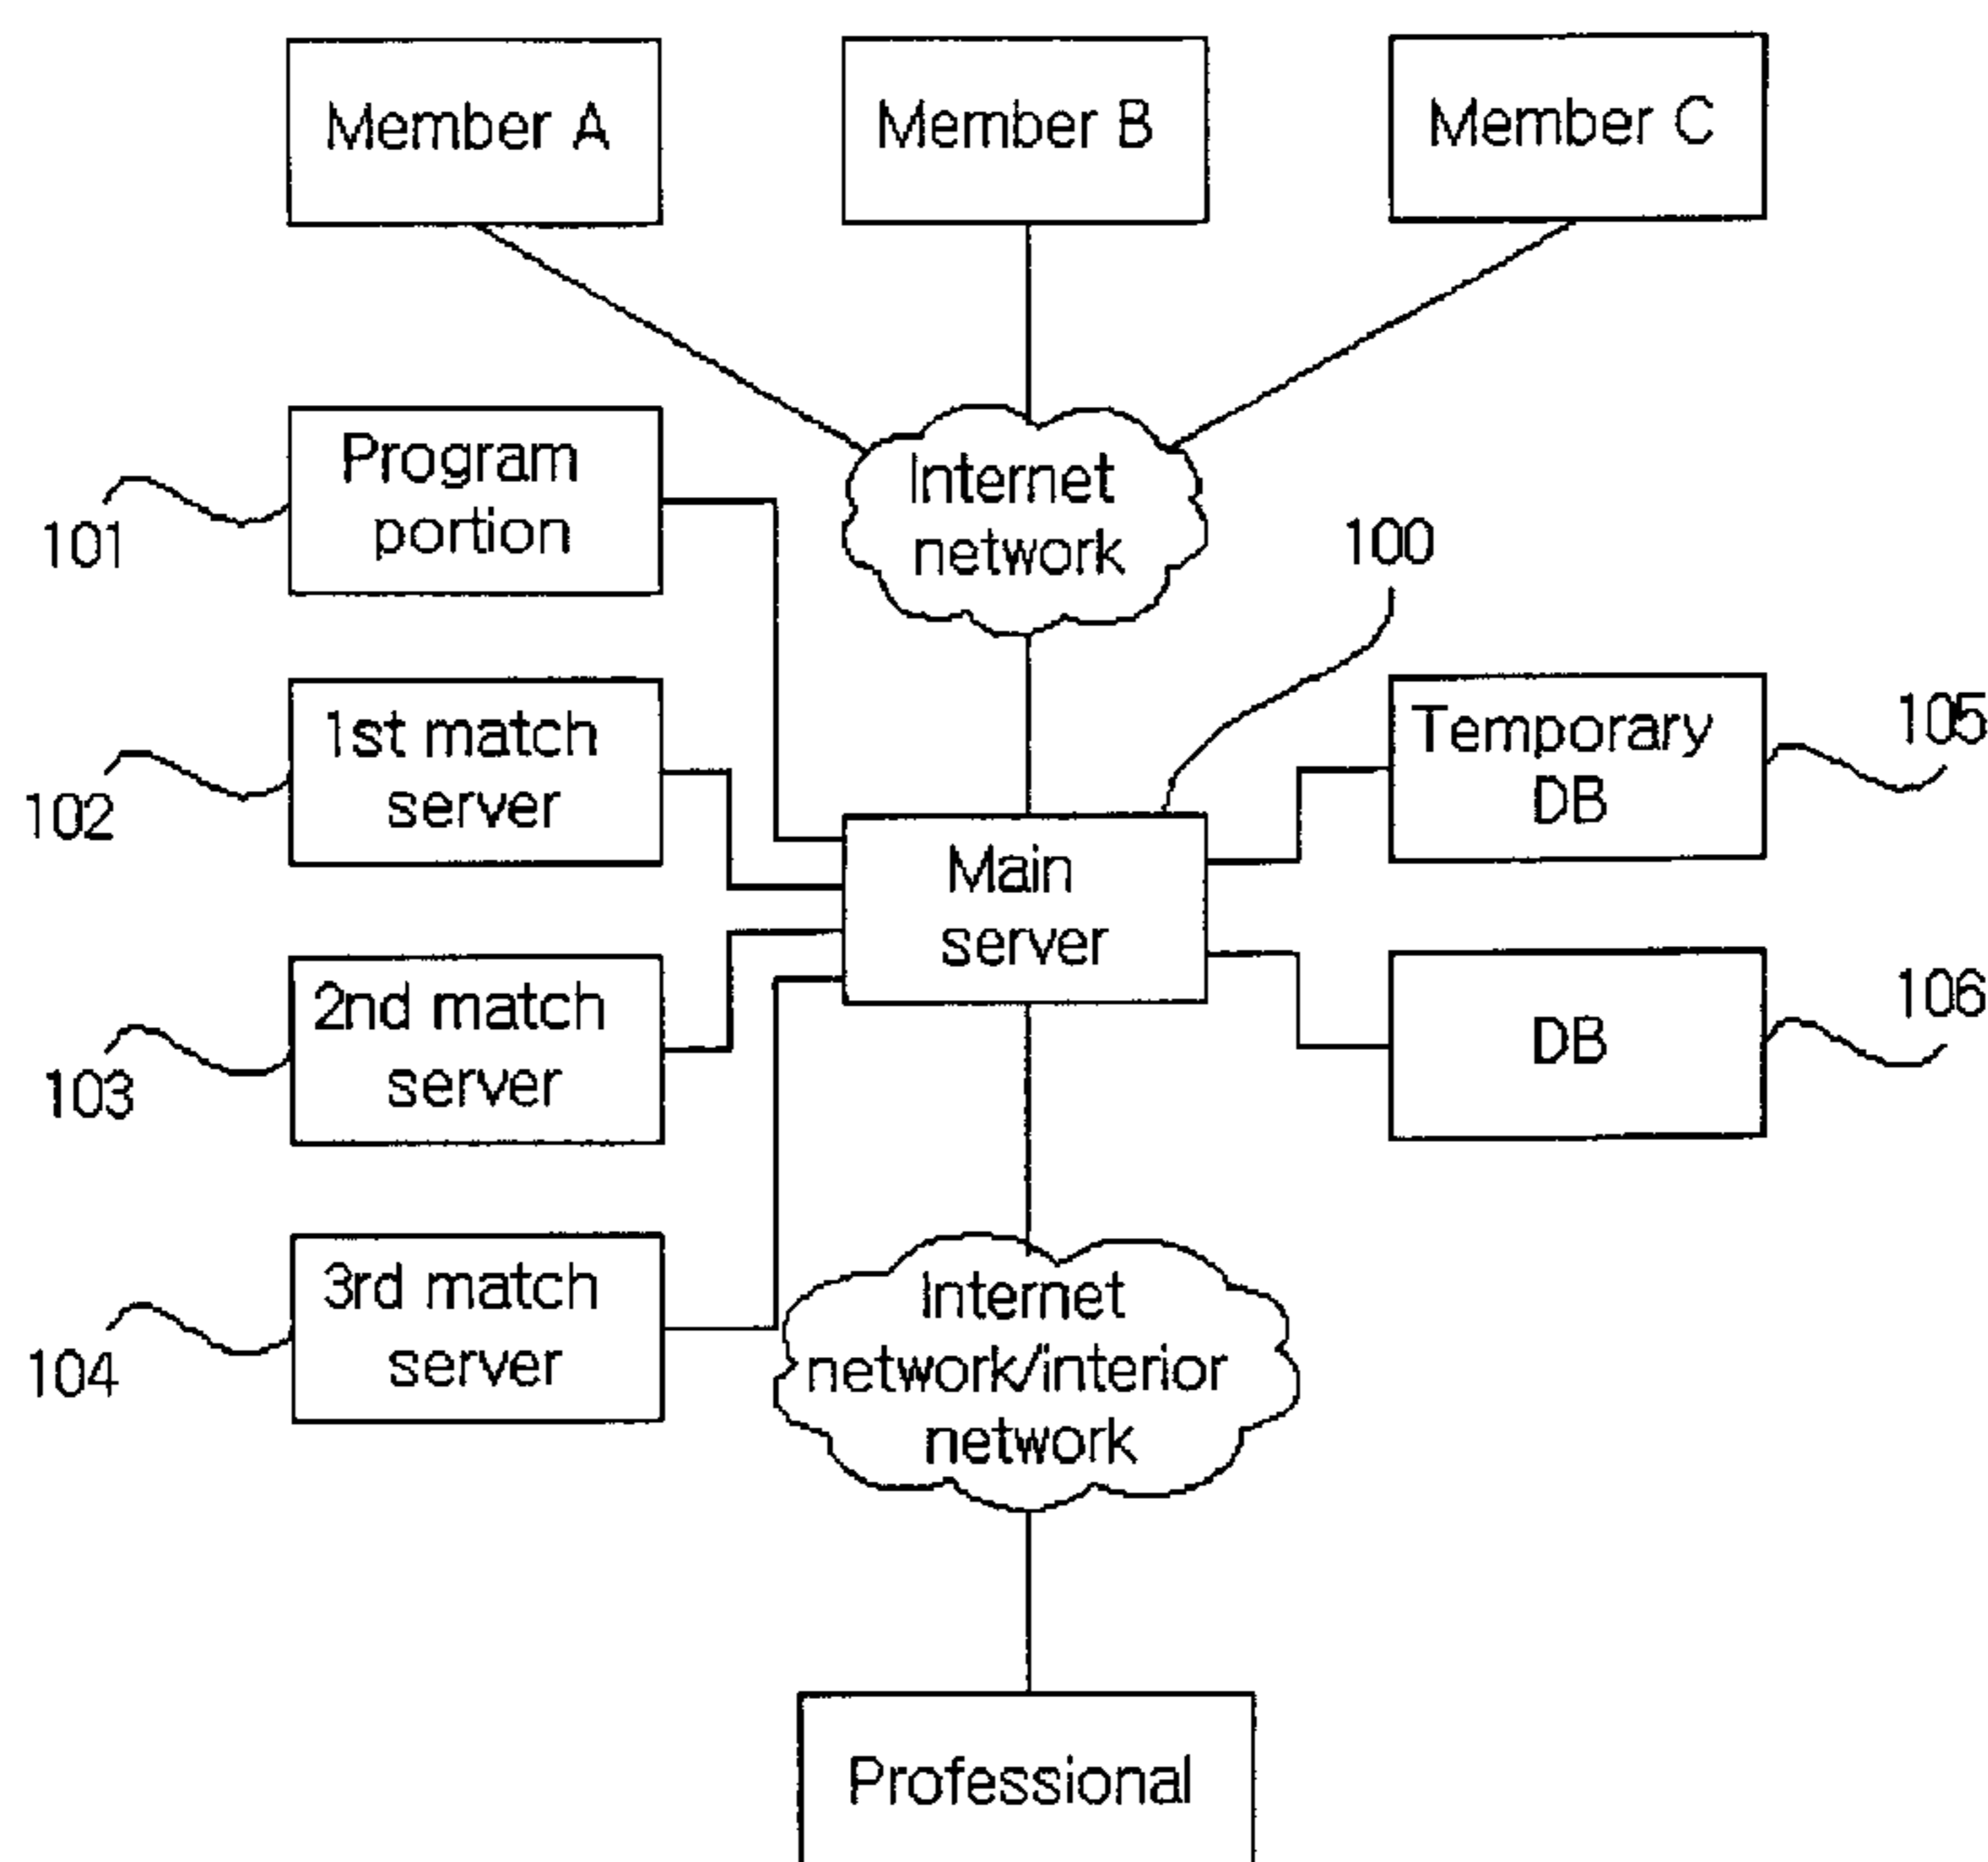 Member A
Member B
Member C
Program
portion
101
Internet
network
100
1st match
server
102
Temporary
DB
105
Main
server
2nd match
server
103
DB
106
3rd match
server
104
Internet
network/interior
network
Professional